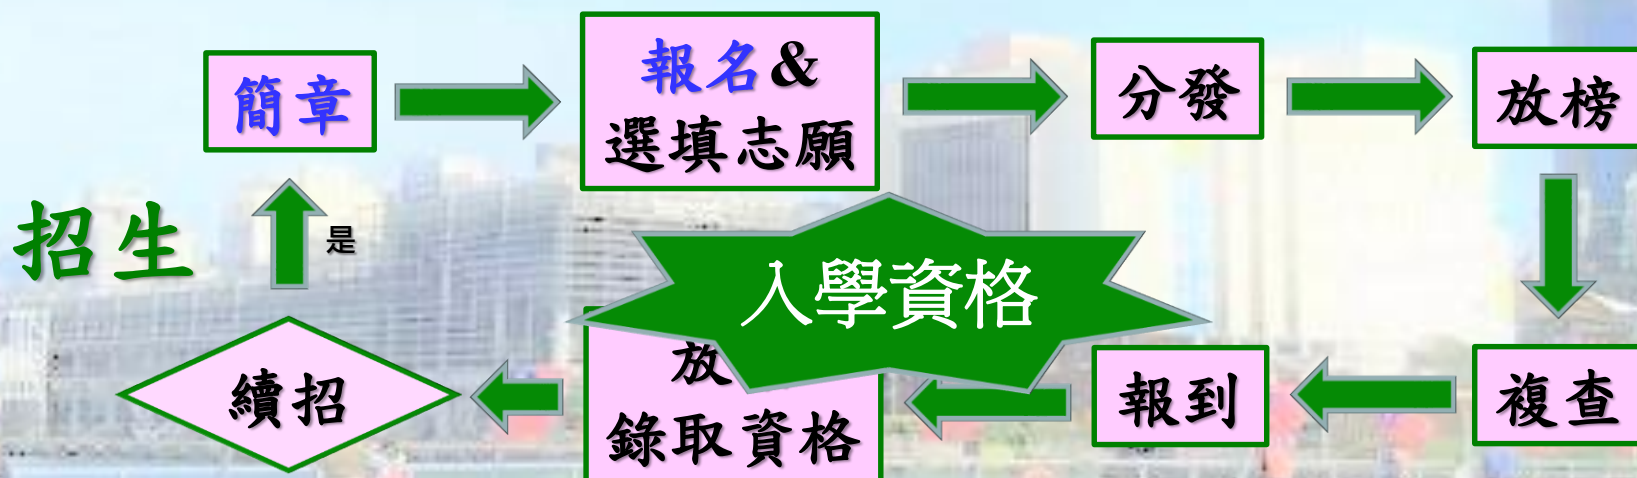 簡章
報名&
選填志願
分發
放榜
招生
是
入學資格
續招
放
錄取資格
報到
複查